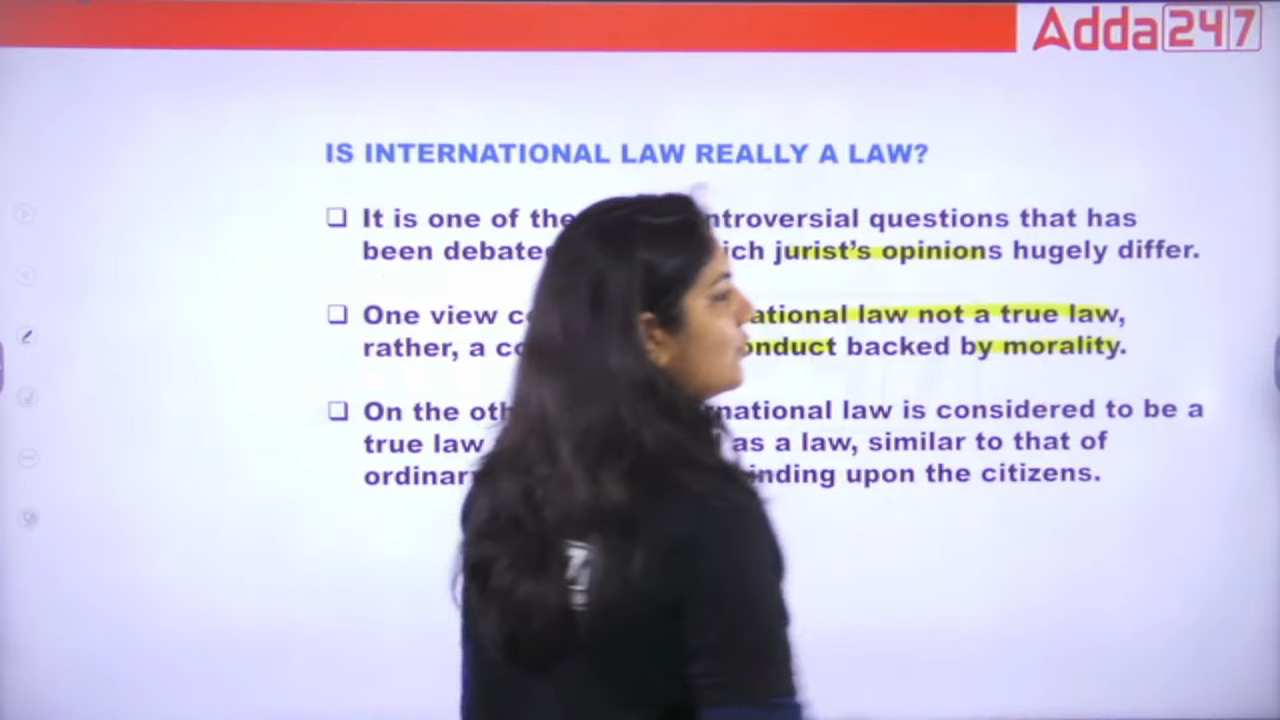 Adda247
IS INTERNATIONAL LAW REALLY A LAW?
It is one of the ntroversial questions that has
been debated ich jurist's opinions hugely differ.
One view c ational law not a true law,
rather, a co onduct backed by morality.
On the oth rnational law is considered to be a
true law as a law, similar to that of
ordinar inding upon the citizens.